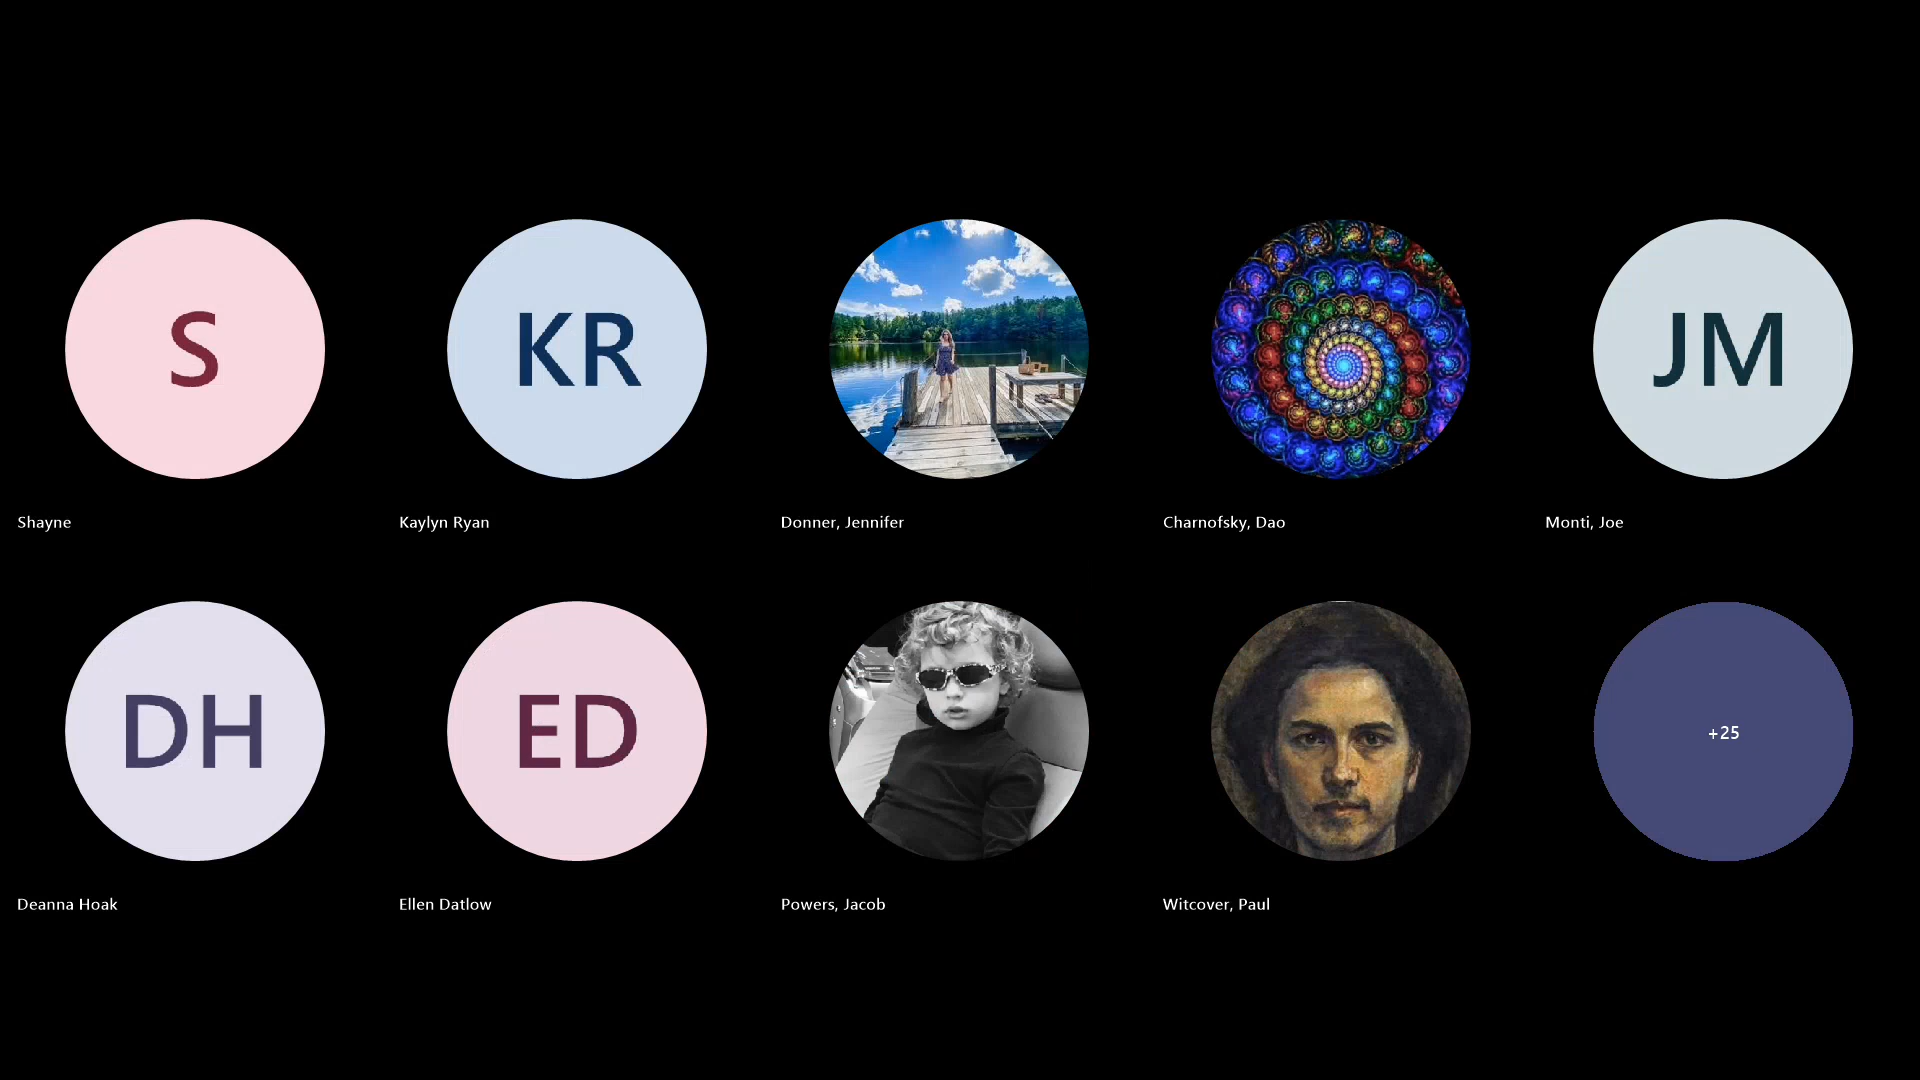 S
KR
JM
Shayne
Kaylyn Ryan
Donner, Jennifer
Charnofsky, Dao
Monti, Joe
DH
ED
+25
Deanna Hoak
Ellen Datlow
Powers, Jacob
Witcover, Paul